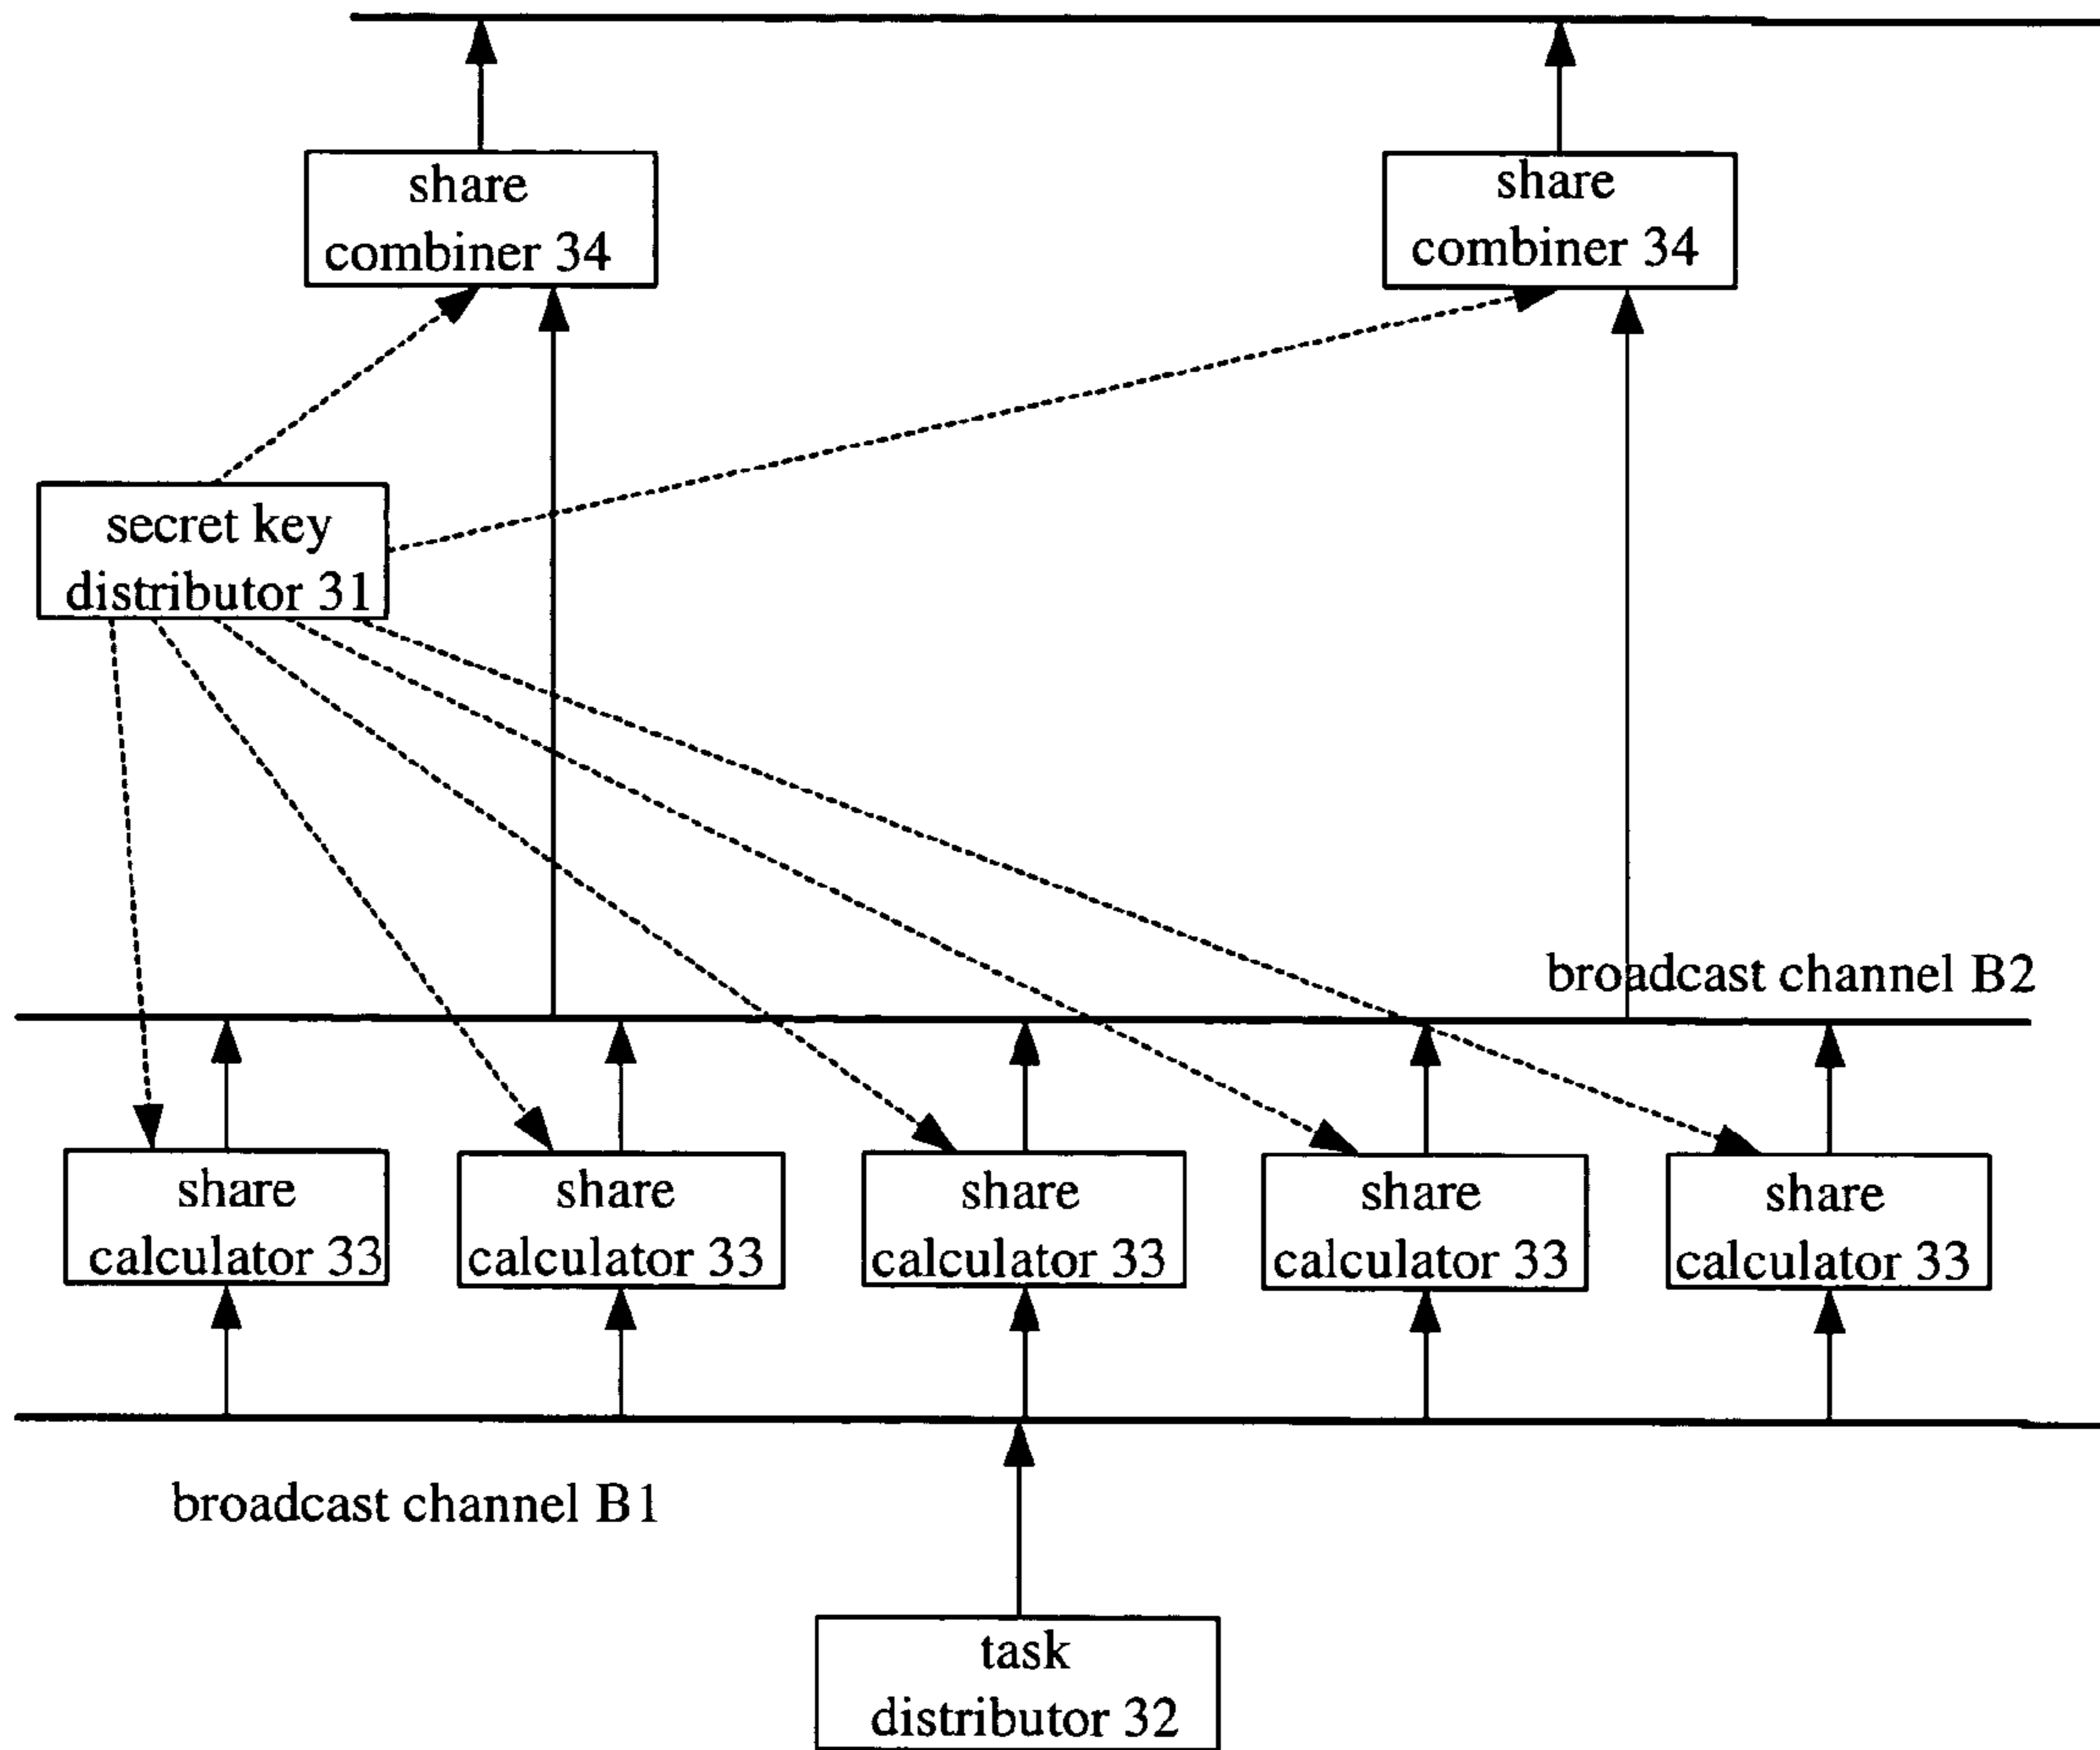 share
combiner 34
share
combiner 34
secret key
distributor 31
broadcast channel B2
share
calculator 33
share
calculator 33
share
calculator 33
share
calculator 33
share
calculator 33
broadcast channel B1
task
distributor 32